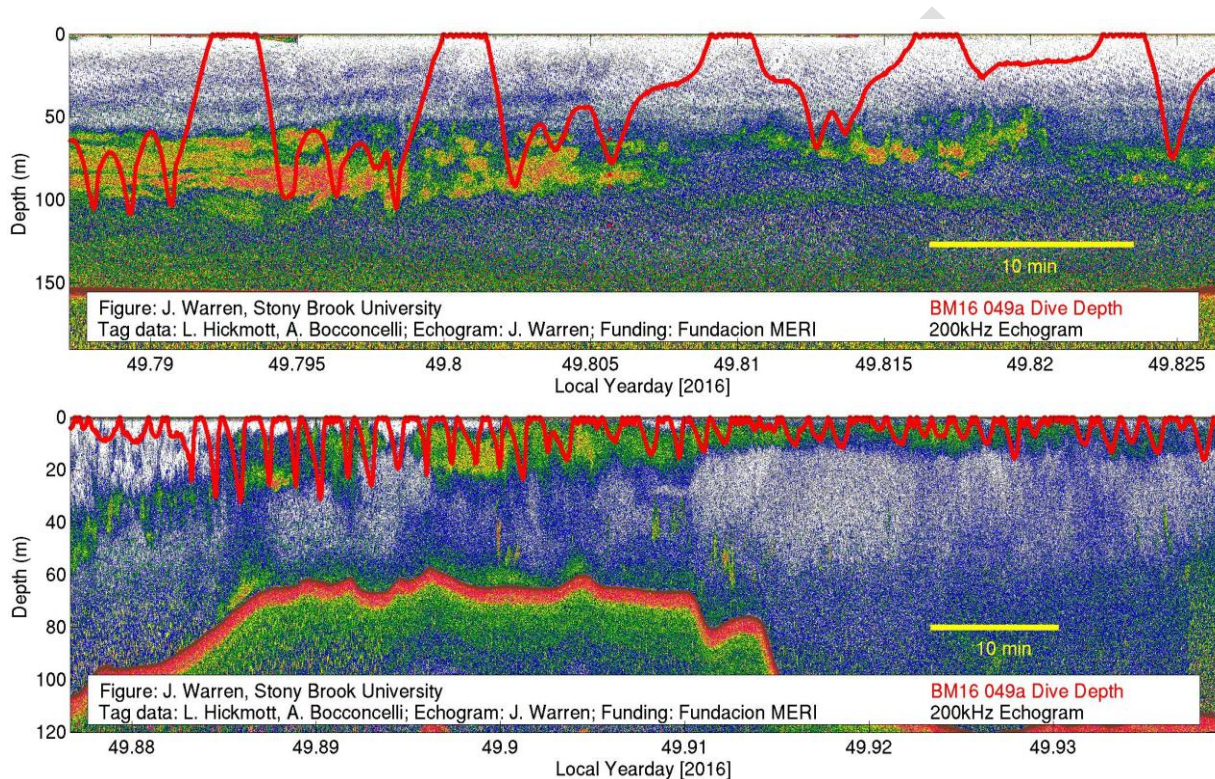 0
50
100
150
Depth (m)
10 min
Figure: J. Warren, Stony Brook University
BM16 049a Dive Depth
Tag data: L. Hickmott, A. Bocconcelli; Echogram: J. Warren; Funding: Fundacion MERI
200kHz Echogram
49.79 49.795 49.8 49.805 49.81 49.815 49.82 49.825
Local Yearday [2016]
0
20
40
60
80
100
120
Depth (m)
10 min
Figure: J. Warren, Stony Brook University
BM16 049a Dive Depth
Tag data: L. Hickmott, A. Bocconcelli; Echogram: J. Warren; Funding: Fundacion MERI
200kHz Echogram
49.88 49.89 49.9 49.91 49.92 49.93
Local Yearday [2016]